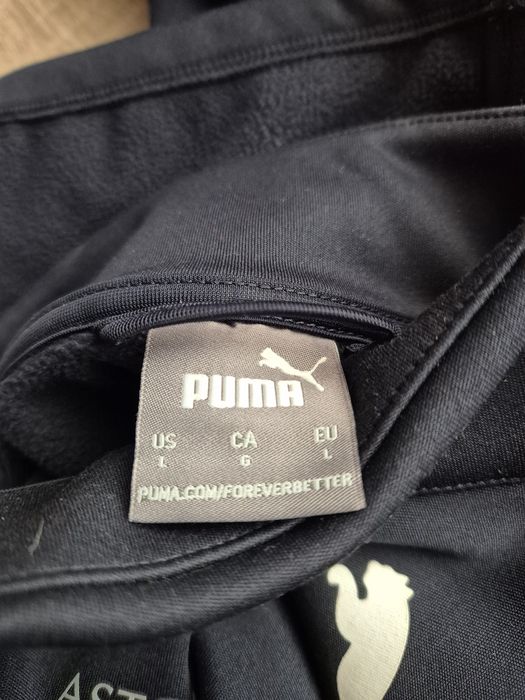 PUMA
US CA EU
L G L
PUMA.COM/FOREVERBETTER